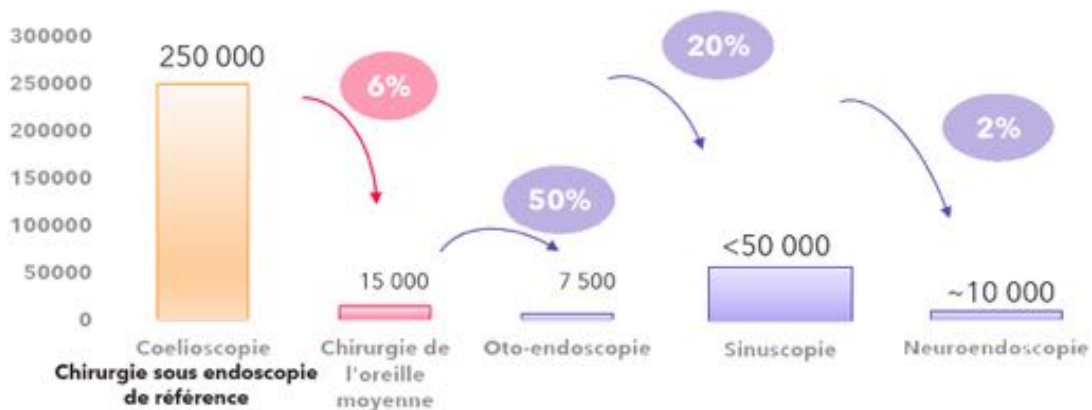 300000
250000
200000
150000
100000
50000
0
250 000
6%
15 000
50%
7 500
20%
<50 000
2%
~10 000
Coelioscopie
Chirurgie sous endoscopie
de référence
Chirurgie de
l'oreille
moyenne
Oto-endoscopie
Sinuscopie
Neuroendoscopie